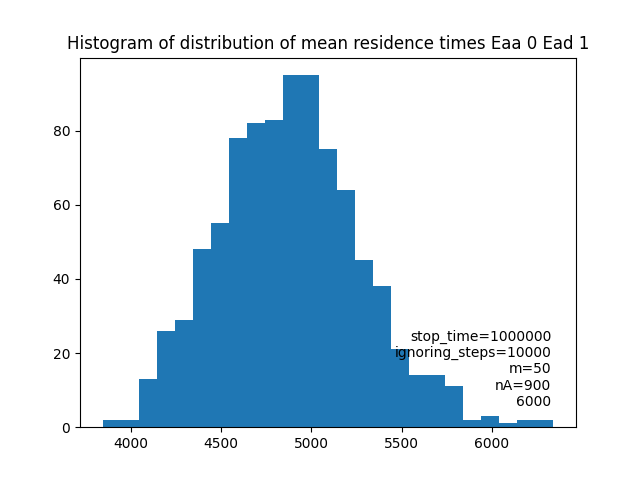 Histogram of distribution of mean residence times Eaa 0 Ead 1
80
60
40
20
0
stop_time=1000000
ignoring_steps=10000
m=50
nA=900
6000
4000 4500 5000 5500 6000